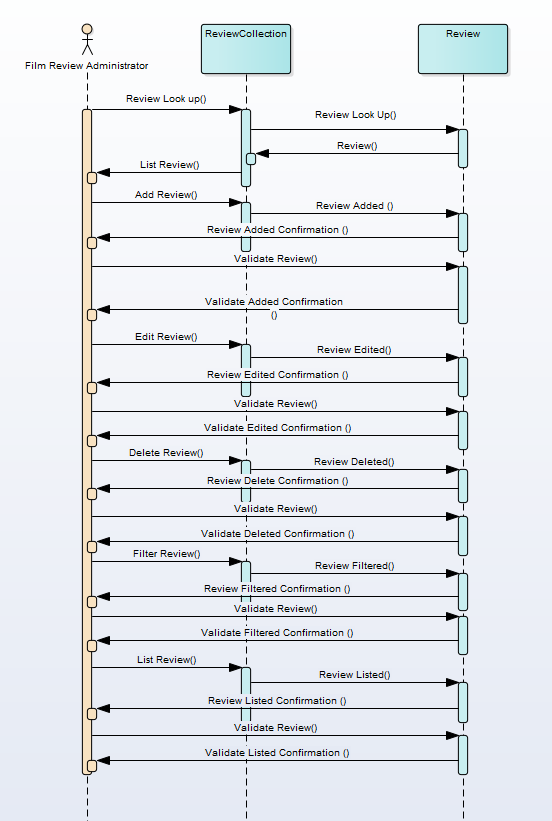 ReviewCollection
Review
Film Review Administrator
Review Look up()
Review Look Up()
Review()
List Review()
Add Review()
Review Added ()
Review Added Confirmation ()
Validate Review()
Validate Added Confirmation
()
Edit Review()
Review Edited()
Review Edited Confirmation ()
Validate Review()
Validate Edited Confirmation ()
Delete Review()
Review Deleted()
Review Delete Confirmation ()
Validate Review()
Validate Deleted Confirmation ()
Filter Review()
Review Filtered()
Review Filtered Confirmation ()
Validate Review()
Validate Filtered Confirmation ()
List Review()
Review Listed()
Review Listed Confirmation ()
Validate Review()
Validate Listed Confirmation ()